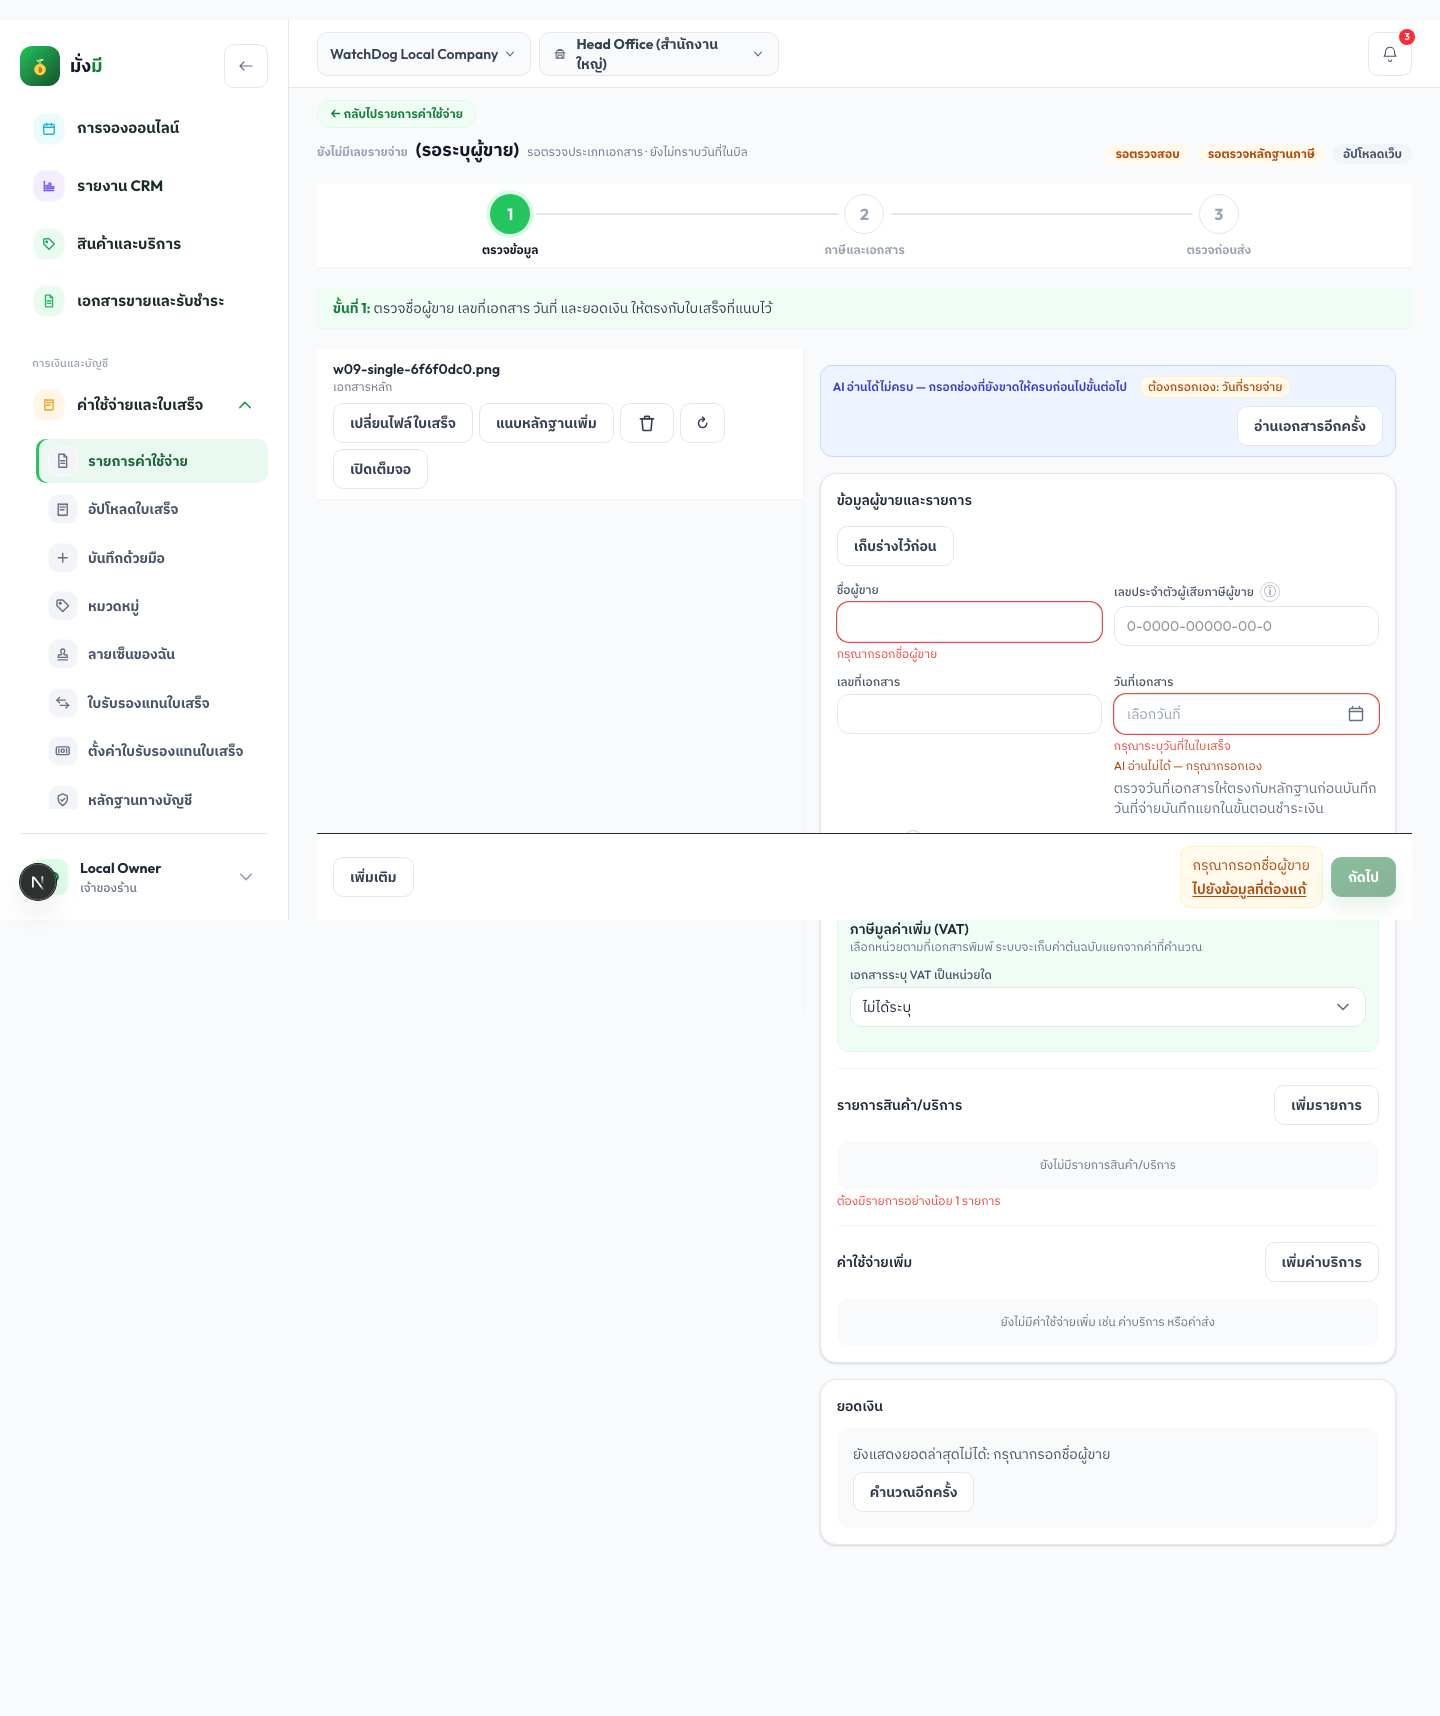 มั่งมี
การจองออนไลน์
รายงาน CRM
สินค้าและบริการ
เอกสารขายและรับชำระ
การเงินและบัญชี
ค่าใช้จ่ายและใบเสร็จ
รายการค่าใช้จ่าย
อัปโหลดใบเสร็จ
บันทึกด้วยมือ
หมวดหมู่
ลายเซ็นของฉัน
ใบรับรองแทนใบเสร็จ
ตั้งค่าใบรับรองแทนใบเสร็จ
หลักฐานทางบัญชี
N
Local Owner
เจ้าของร้าน
WatchDog Local Company
Head Office (สำนักงาน
ใหญ่)
3
← กลับไปรายการค่าใช้จ่าย
ยังไม่มีเลขรายจ่าย (รอระบุผู้ขาย) รอตรวจประเภทเอกสาร · ยังไม่ทราบวันที่ในบิล
รอตรวจสอบ รอตรวจหลักฐานภาษี อัปโหลดเว็บ
1 2 3
ตรวจข้อมูล ภาษีและเอกสาร ตรวจก่อนส่ง
ขั้นที่ 1: ตรวจชื่อผู้ขาย เลขที่เอกสาร วันที่ และยอดเงิน ให้ตรงกับใบเสร็จที่แนบไว้
w09-single-6f6f0dc0.png
เอกสารหลัก
เปลี่ยนไฟล์ใบเสร็จ แนบหลักฐานเพิ่ม
เปิดเต็มจอ
AI อ่านได้ไม่ครบ — กรอกช่องที่ยังขาดให้ครบก่อนไปขั้นต่อไป ต้องกรอกเอง: วันที่รายจ่าย
อ่านเอกสารอีกครั้ง
ข้อมูลผู้ขายและรายการ
เก็บร่างไว้ก่อน
ชื่อผู้ขาย
เลขประจำตัวผู้เสียภาษีผู้ขาย
0-0000-00000-00-0
กรุณากรอกชื่อผู้ขาย
เลขที่เอกสาร
วันที่เอกสาร
เลือกวันที่
กรุณาระบุวันที่ในใบเสร็จ
AI อ่านไม่ได้ — กรุณากรอกเอง
ตรวจวันที่เอกสารให้ตรงกับหลักฐานก่อนบันทึก
วันที่จ่ายบันทึกแยกในขั้นตอนชำระเงิน
เพิ่มเติม
กรุณากรอกชื่อผู้ขาย
ไปยังข้อมูลที่ต้องแก้
ถัดไป
ภาษีมูลค่าเพิ่ม (VAT)
เลือกหน่วยตามที่เอกสารพิมพ์ ระบบจะเก็บค่าต้นฉบับแยกจากค่าที่คำนวณ
เอกสารระบุ VAT เป็นหน่วยใด
ไม่ได้ระบุ
รายการสินค้า/บริการ
เพิ่มรายการ
ยังไม่มีรายการสินค้า/บริการ
ต้องมีรายการอย่างน้อย 1 รายการ
ค่าใช้จ่ายเพิ่ม
เพิ่มค่าบริการ
ยังไม่มีค่าใช้จ่ายเพิ่ม เช่น ค่าบริการ หรือค่าส่ง
ยอดเงิน
ยังแสดงยอดล่าสุดไม่ได้: กรุณากรอกชื่อผู้ขาย
คำนวณอีกครั้ง